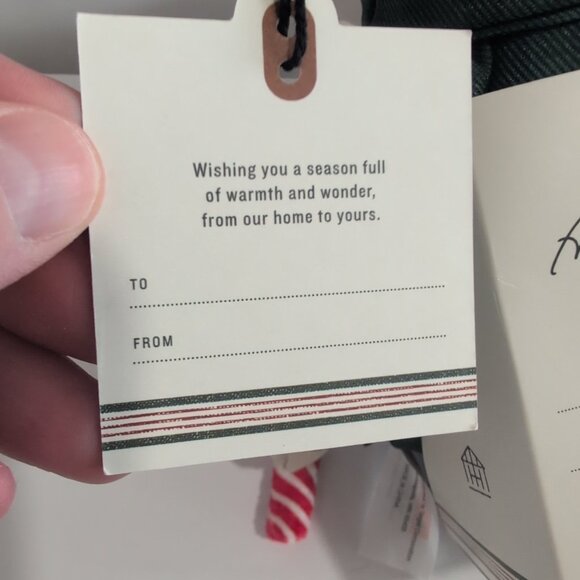 Wishing you a season full
of warmth and wonder,
from our home to yours.
TO
FROM